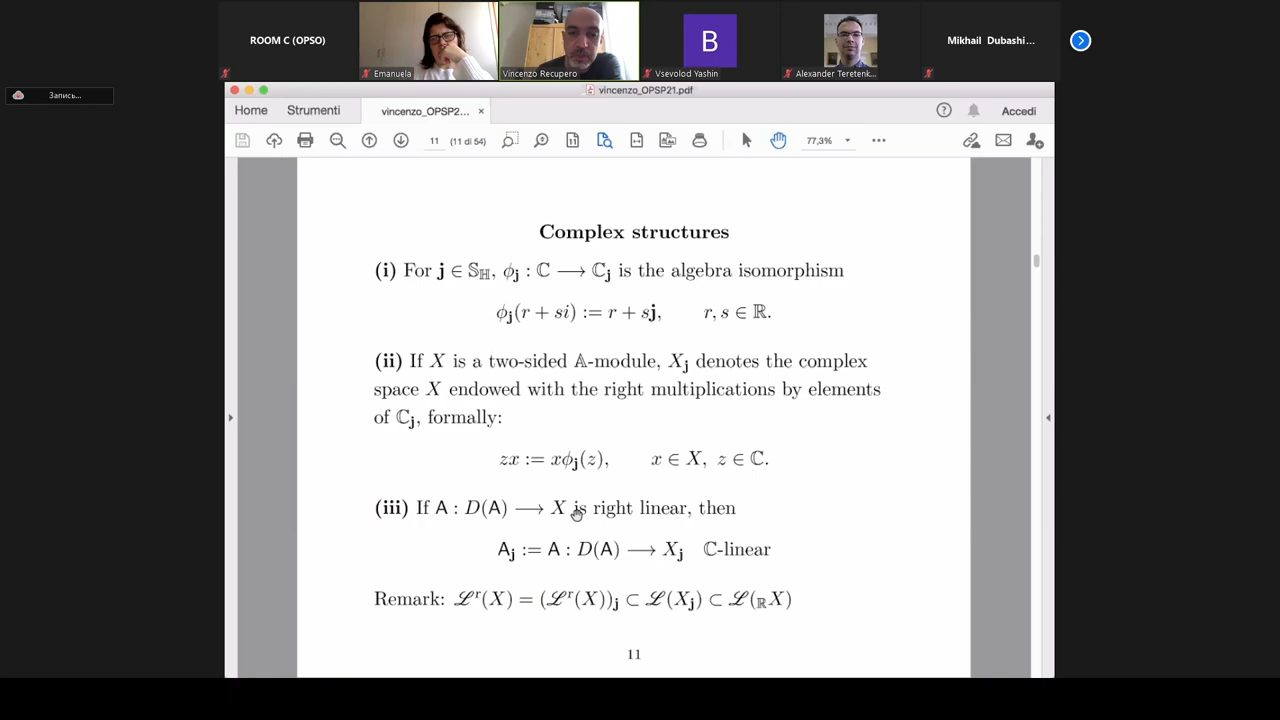 ROOM C (OPSO)
Emanuela
Vincenzo Recupero
B
Vsevolod Yashin
Alexander Teretenk...
Mikhail Dubashi...
Запись...
vincenzo_OPSP21.pdf
Home
Strumenti
vincenzo_OPSP2... ×
Accedi
11 (11 di 54)
77,3%
Complex structures
(i) For j ∈ 𝕊_ℍ, ϕ_j : ℂ ⟶ ℂ_j is the algebra isomorphism
ϕ_j(r + si) := r + sj, r, s ∈ ℝ.
(ii) If X is a two-sided 𝔸-module, X_j denotes the complex
space X endowed with the right multiplications by elements
of ℂ_j, formally:
zx := xϕ_j(z), x ∈ X, z ∈ ℂ.
(iii) If A : D(A) ⟶ X is right linear, then
A_j := A : D(A) ⟶ X_j ℂ-linear
Remark: ℒ^r(X) = (ℒ^r(X))_j ⊂ ℒ(X_j) ⊂ ℒ(_ℝX)
11